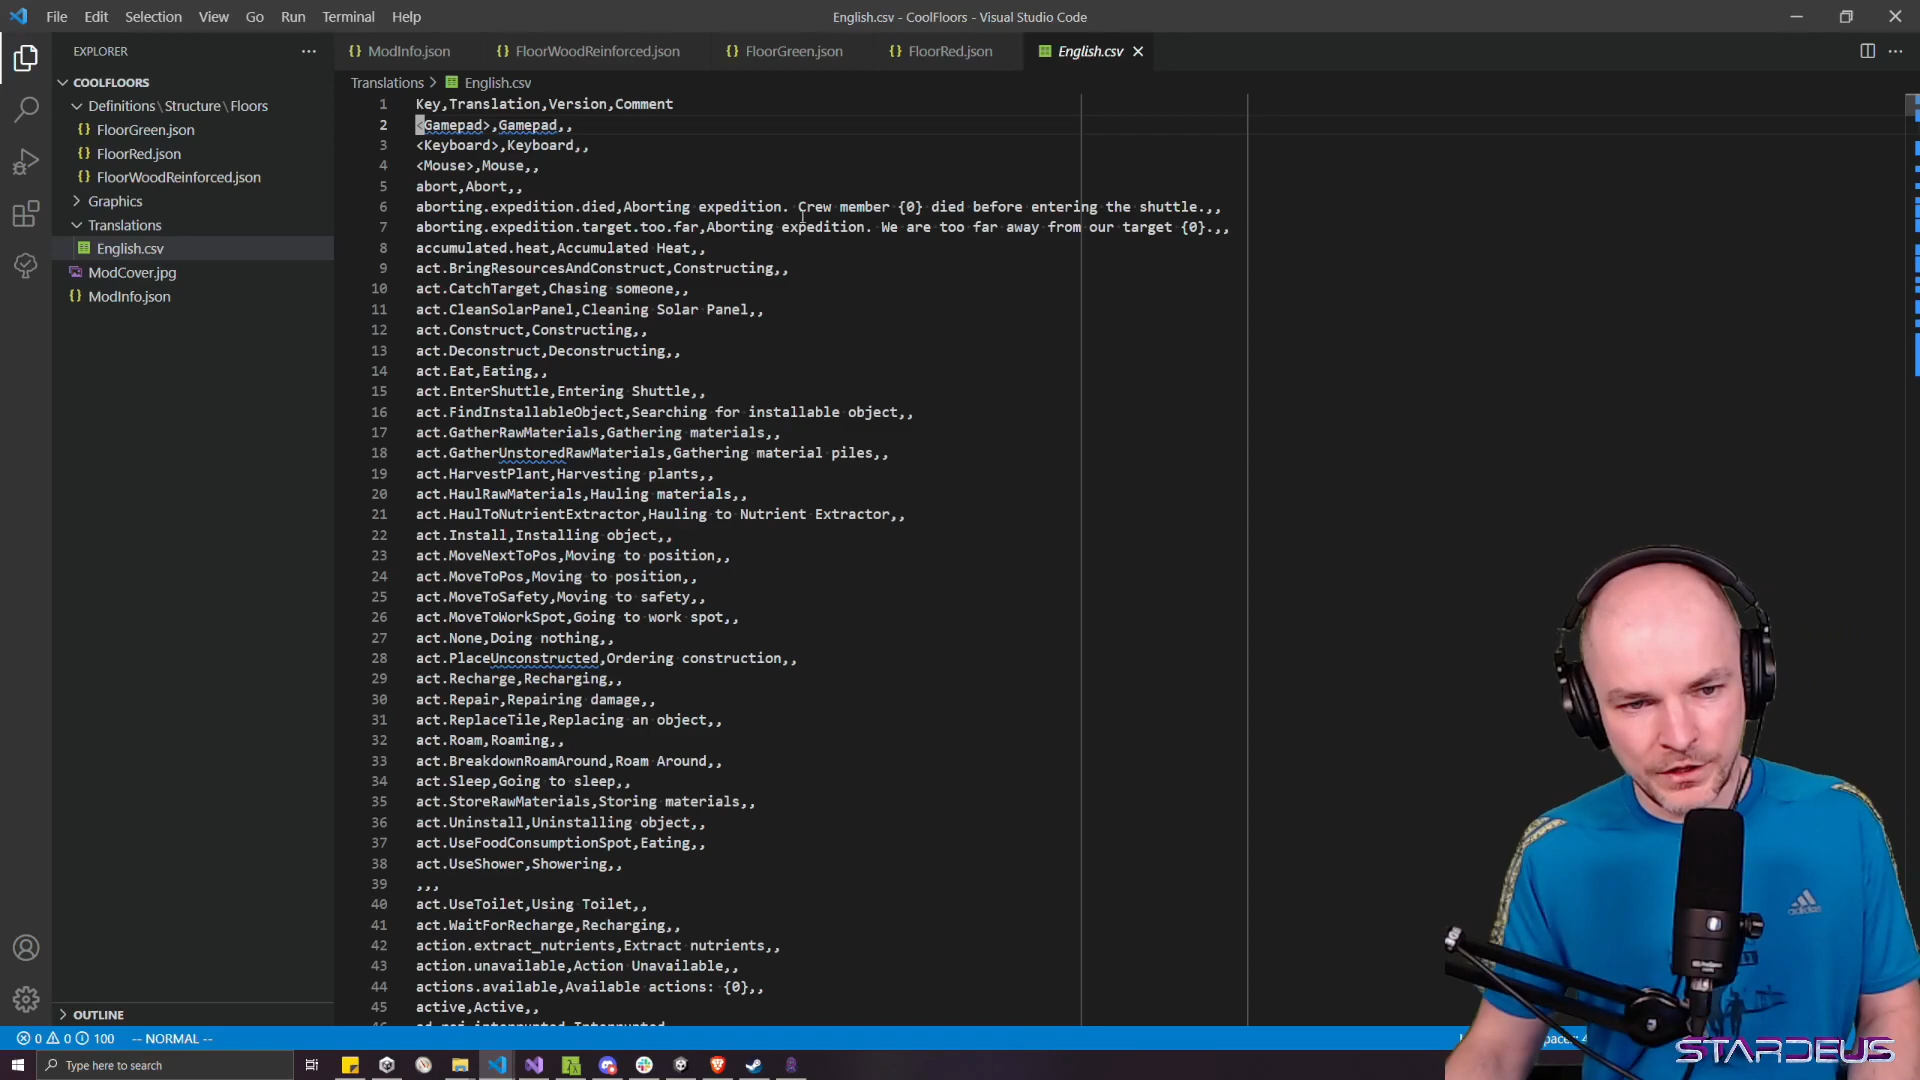 File Edit Selection View Go Run Terminal Help
English.csv - CoolFloors - Visual Studio Code
EXPLORER
ModInfo.json
FloorWoodReinforced.json
FloorGreen.json
FloorRed.json
English.csv
COOLFLOORS
Definitions\Structure\Floors
FloorGreen.json
FloorRed.json
FloorWoodReinforced.json
Graphics
Translations
English.csv
ModCover.jpg
ModInfo.json
OUTLINE
Translations > English.csv
1 Key,Translation,Version,Comment
2 <Gamepad>,Gamepad,,
3 <Keyboard>,Keyboard,,
4 <Mouse>,Mouse,,
5 abort,Abort,,
6 aborting.expedition.died,Aborting expedition. Crew member {0} died before entering the shuttle.,,
7 aborting.expedition.target.too.far,Aborting expedition. We are too far away from our target {0}.,,
8 accumulated.heat,Accumulated Heat,,
9 act.BringResourcesAndConstruct,Constructing,,
10 act.CatchTarget,Chasing someone,,
11 act.CleanSolarPanel,Cleaning Solar Panel,,
12 act.Construct,Constructing,,
13 act.Deconstruct,Deconstructing,,
14 act.Eat,Eating,,
15 act.EnterShuttle,Entering Shuttle,,
16 act.FindInstallableObject,Searching for installable object,,
17 act.GatherRawMaterials,Gathering materials,,
18 act.GatherUnstoredRawMaterials,Gathering material piles,,
19 act.HarvestPlant,Harvesting plants,,
20 act.HaulRawMaterials,Hauling materials,,
21 act.HaulToNutrientExtractor,Hauling to Nutrient Extractor,,
22 act.Install,Installing object,,
23 act.MoveNextToPos,Moving to position,,
24 act.MoveToPos,Moving to position,,
25 act.MoveToSafety,Moving to safety,,
26 act.MoveToWorkSpot,Going to work spot,,
27 act.None,Doing nothing,,
28 act.PlaceUnconstructed,Ordering construction,,
29 act.Recharge,Recharging,,
30 act.Repair,Repairing damage,,
31 act.ReplaceTile,Replacing an object,,
32 act.Roam,Roaming,,
33 act.BreakdownRoamAround,Roam Around,,
34 act.Sleep,Going to sleep,,
35 act.StoreRawMaterials,Storing materials,,
36 act.Uninstall,Uninstalling object,,
37 act.UseFoodConsumptionSpot,Eating,,
38 act.UseShower,Showering,,
39 ,,,
40 act.UseToilet,Using Toilet,,
41 act.WaitForRecharge,Recharging,,
42 action.extract_nutrients,Extract nutrients,,
43 action.unavailable,Action Unavailable,,
44 actions.available,Available actions: {0},,
45 active,Active,,
0 0 100 -- NORMAL --
Type here to search
adidas
STARDEUS